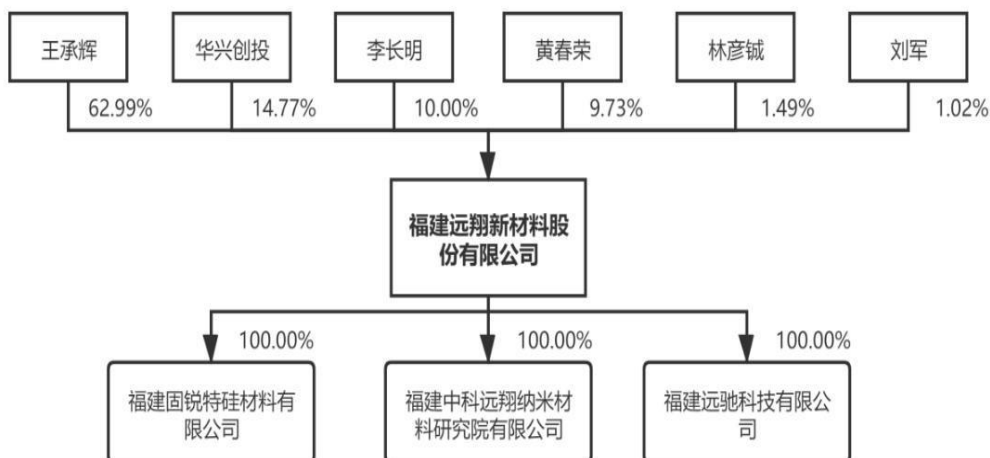 王承辉
华兴创投
李长明
黄春荣
林彦铖
刘军
62.99%
14.77%
10.00%
9.73%
1.49%
1.02%
福建远翔新材料股
份有限公司
100.00%
100.00%
100.00%
福建固锐特硅材料有
限公司
福建中科远翔纳米材
料研究院有限公司
福建远驰科技有限公
司